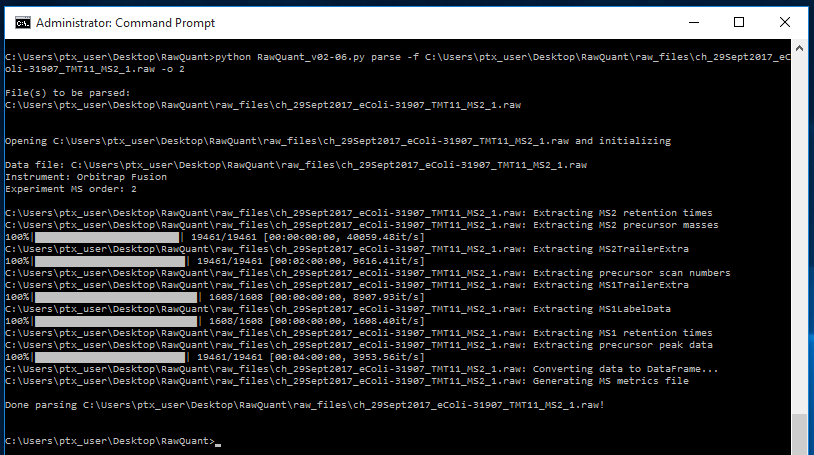 Administrator: Command Prompt
C:\Users\ptx_user\Desktop\RawQuant>python RawQuant_v02-06.py parse -f C:\Users\ptx_user\Desktop\RawQuant\raw_files\ch_29Sept2017_eC
oli-31907_TMT11_MS2_1.raw -o 2
File(s) to be parsed:
C:\Users\ptx_user\Desktop\RawQuant\raw_files\ch_29Sept2017_eColi-31907_TMT11_MS2_1.raw
Opening C:\Users\ptx_user\Desktop\RawQuant\raw_files\ch_29Sept2017_eColi-31907_TMT11_MS2_1.raw and initializing
Data file: C:\Users\ptx_user\Desktop\RawQuant\raw_files\ch_29Sept2017_eColi-31907_TMT11_MS2_1.raw
Instrument: Orbitrap Fusion
Experiment MS order: 2
C:\Users\ptx_user\Desktop\RawQuant\raw_files\ch_29Sept2017_eColi-31907_TMT11_MS2_1.raw: Extracting MS2 retention times
C:\Users\ptx_user\Desktop\RawQuant\raw_files\ch_29Sept2017_eColi-31907_TMT11_MS2_1.raw: Extracting MS2 precursor masses
100%| | 19461/19461 [00:00<00:00, 40059.48it/s]
C:\Users\ptx_user\Desktop\RawQuant\raw_files\ch_29Sept2017_eColi-31907_TMT11_MS2_1.raw: Extracting MS2TrailerExtra
100%| | 19461/19461 [00:02<00:00, 9616.41it/s]
C:\Users\ptx_user\Desktop\RawQuant\raw_files\ch_29Sept2017_eColi-31907_TMT11_MS2_1.raw: Extracting precursor scan numbers
C:\Users\ptx_user\Desktop\RawQuant\raw_files\ch_29Sept2017_eColi-31907_TMT11_MS2_1.raw: Extracting MS1TrailerExtra
100%| | 1608/1608 [00:00<00:00, 8907.93it/s]
C:\Users\ptx_user\Desktop\RawQuant\raw_files\ch_29Sept2017_eColi-31907_TMT11_MS2_1.raw: Extracting MS1LabelData
100%| | 1608/1608 [00:00<00:00, 1608.40it/s]
C:\Users\ptx_user\Desktop\RawQuant\raw_files\ch_29Sept2017_eColi-31907_TMT11_MS2_1.raw: Extracting MS1 retention times
C:\Users\ptx_user\Desktop\RawQuant\raw_files\ch_29Sept2017_eColi-31907_TMT11_MS2_1.raw: Extracting precursor peak data
100%| | 19461/19461 [00:04<00:00, 3953.56it/s]
C:\Users\ptx_user\Desktop\RawQuant\raw_files\ch_29Sept2017_eColi-31907_TMT11_MS2_1.raw: Converting data to DataFrame...
C:\Users\ptx_user\Desktop\RawQuant\raw_files\ch_29Sept2017_eColi-31907_TMT11_MS2_1.raw: Generating MS metrics file
Done parsing C:\Users\ptx_user\Desktop\RawQuant\raw_files\ch_29Sept2017_eColi-31907_TMT11_MS2_1.raw!
C:\Users\ptx_user\Desktop\RawQuant>